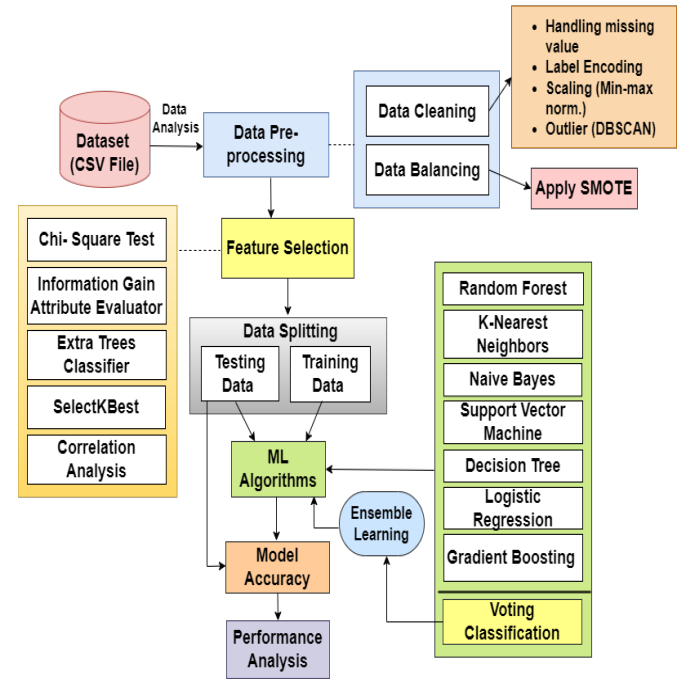 Dataset
(CSV File)
Data
Analysis
Data Pre-
processing
Data Cleaning
Data Balancing
• Handling missing
value
• Label Encoding
• Scaling (Min-max
norm.)
• Outlier (DBSCAN)
Apply SMOTE
Feature Selection
Chi- Square Test
Information Gain
Attribute Evaluator
Extra Trees
Classifier
SelectKBest
Correlation
Analysis
Data Splitting
Testing
Data
Training
Data
ML
Algorithms
Ensemble
Learning
Model
Accuracy
Performance
Analysis
Random Forest
K-Nearest
Neighbors
Naive Bayes
Support Vector
Machine
Decision Tree
Logistic
Regression
Gradient Boosting
Voting
Classification